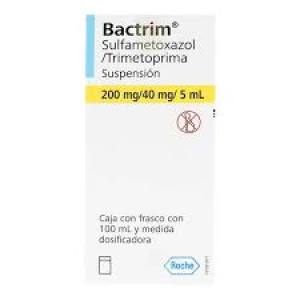 Bactrim®
Sulfametoxazol
/Trimetoprima
Suspensión
200 mg/40 mg/ 5 mL
Caja con frasco con
100 mL y medida
dosificadora
Roche